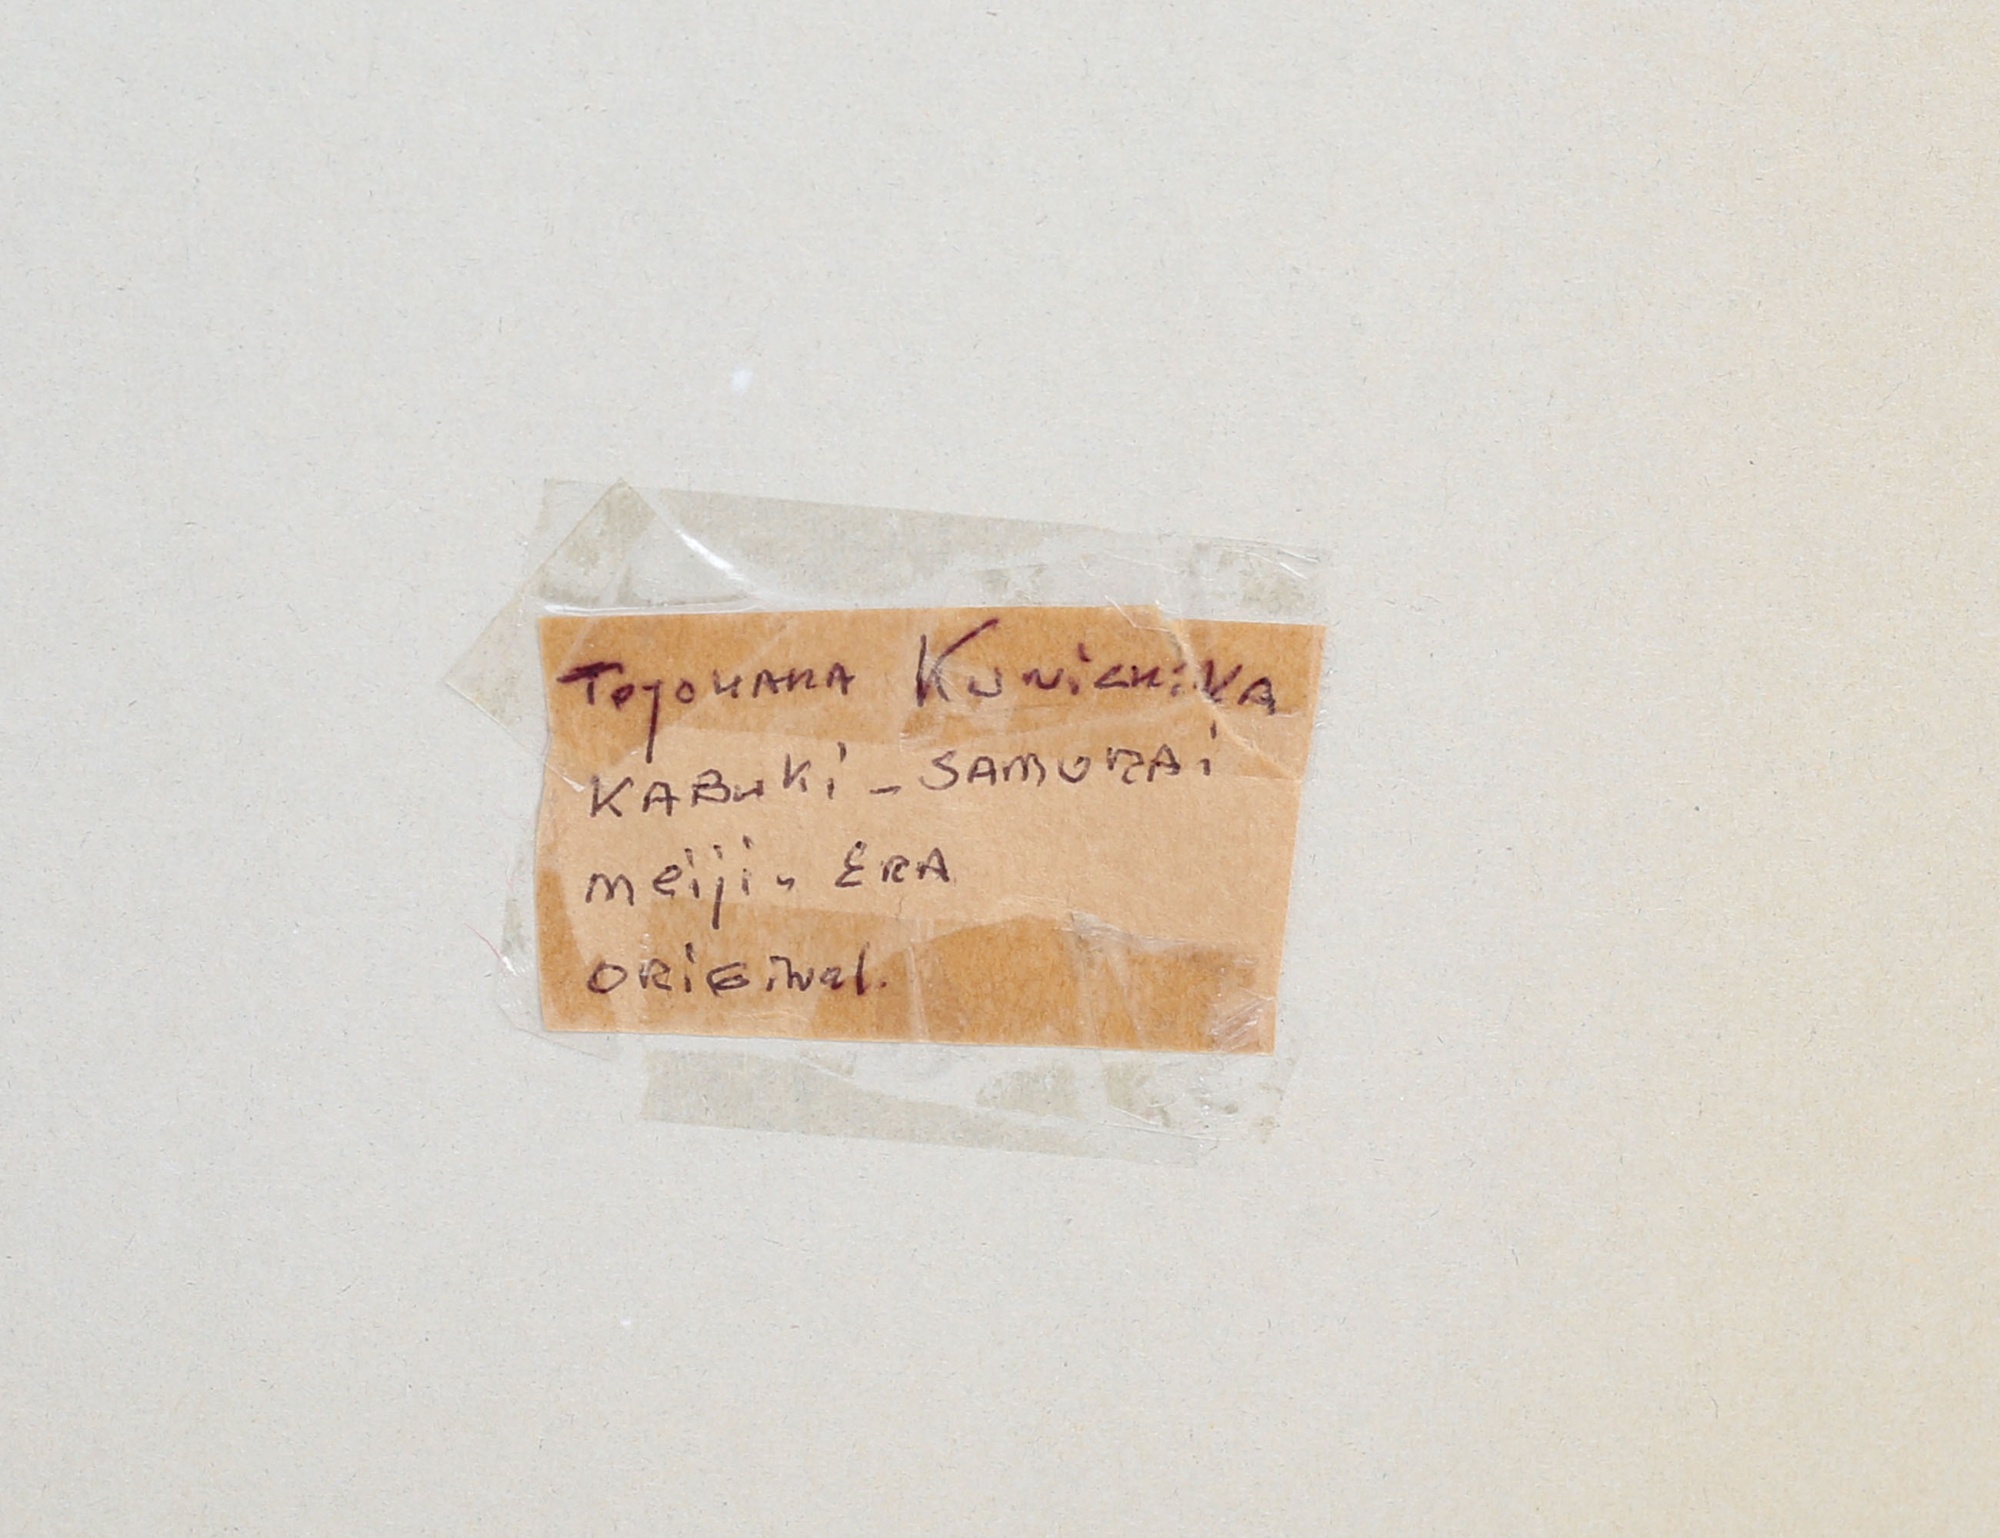 Toyohara Kunichika
Kabuki - Samurai
meiji - Era
Original.